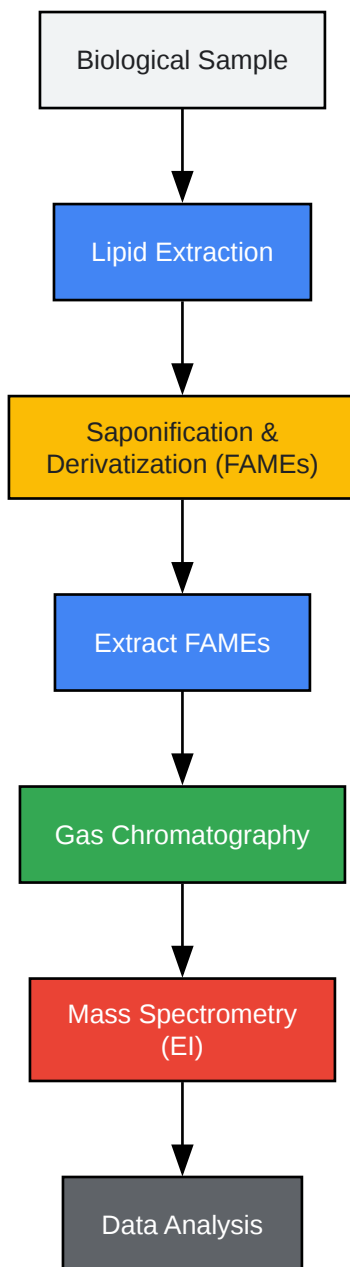 Biological Sample
Lipid Extraction
Saponification &
Derivatization (FAMEs)
Extract FAMEs
Gas Chromatography
Mass Spectrometry
(EI)
Data Analysis